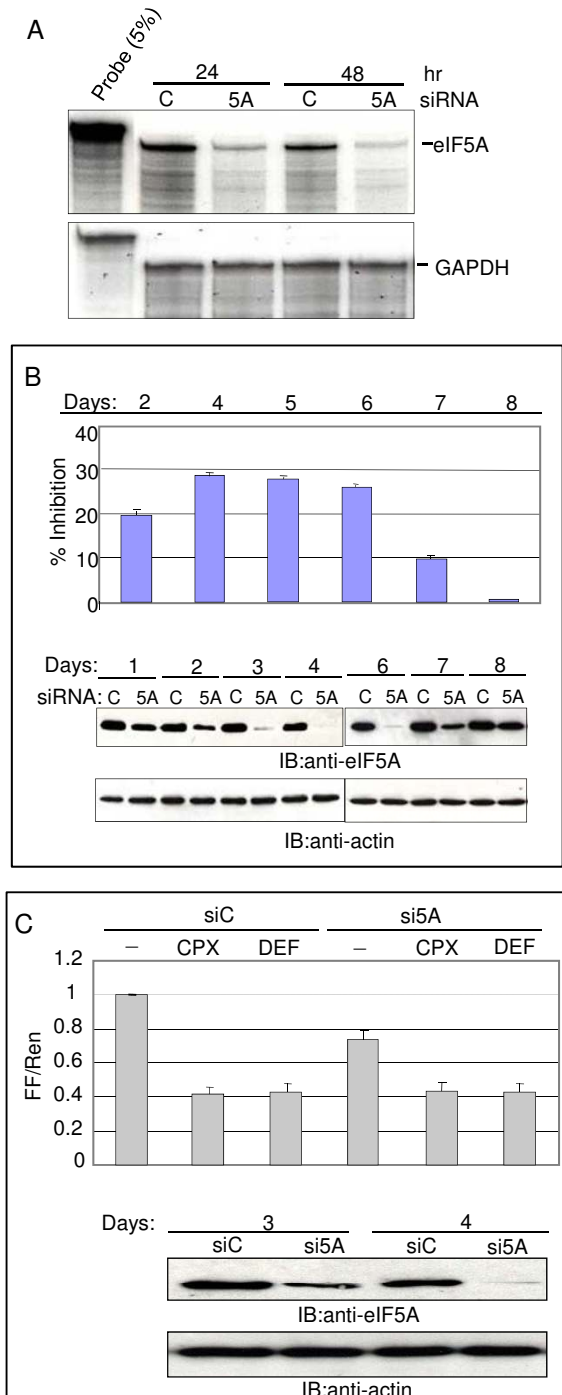 A
Probe (5%)
24 48 hr
C 5A C 5A siRNA
eIF5A
GAPDH
B
Days: 2 4 5 6 7 8
40
30
20
10
0
% Inhibition
Days: 1 2 3 4 6 7 8
siRNA: C 5A C 5A C 5A C 5A C 5A C 5A C 5A
IB:anti-eIF5A
IB:anti-actin
C
siC si5A
– CPX DEF – CPX DEF
1.2
1
0.8
0.6
0.4
0.2
0
FF/Ren
Days: 3 4
siC si5A siC si5A
IB:anti-eIF5A
IB:anti-actin